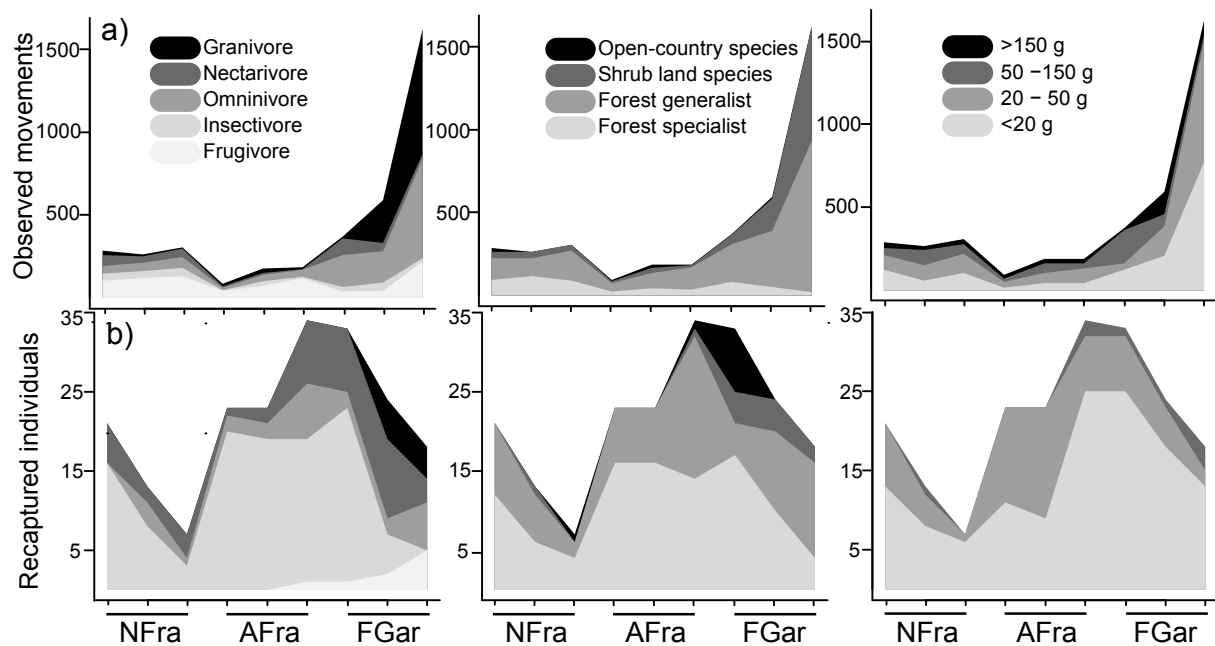 a)
Observed movements
1500
1000
500
Granivore
Nectarivore
Omninivore
Insectivore
Frugivore
1500
1000
500
Open-country species
Shrub land species
Forest generalist
Forest specialist
1500
1000
500
>150 g
50 −150 g
20 − 50 g
<20 g
b)
Recaptured individuals
35
25
15
5
NFra AFra FGar
35
25
15
5
NFra AFra FGar
35
25
15
5
NFra AFra FGar